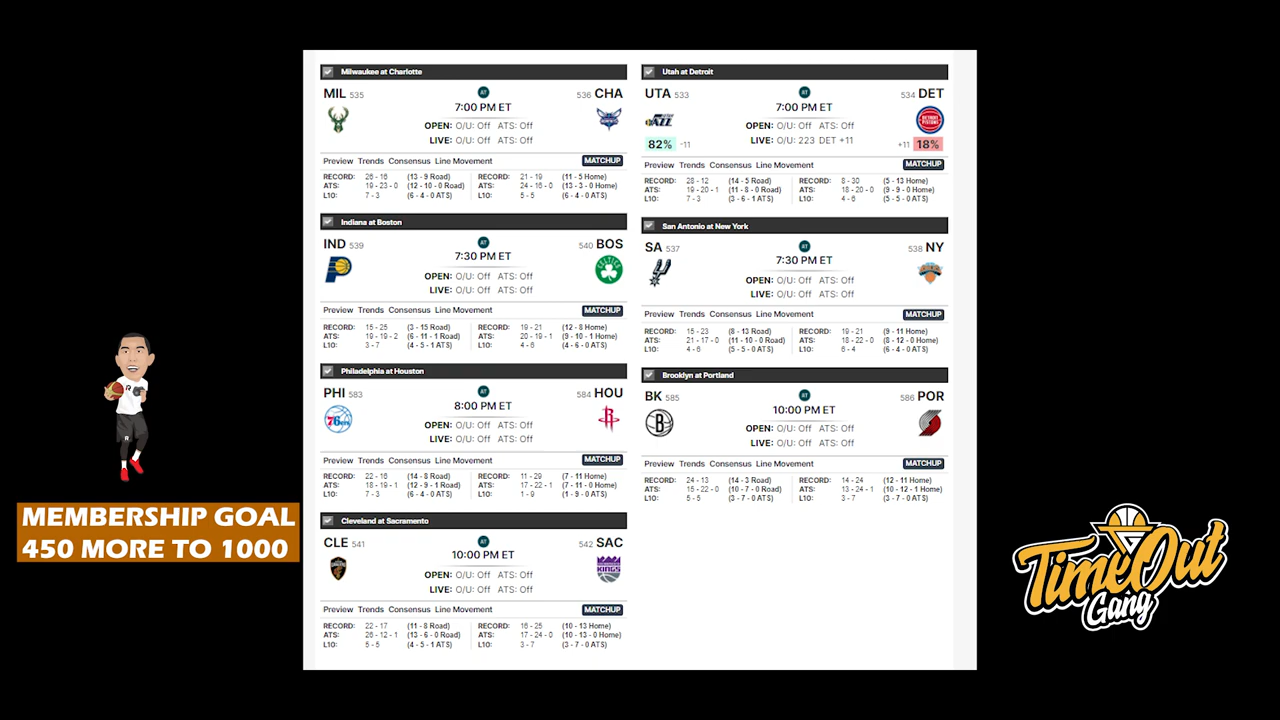 Milwaukee at Charlotte
MIL 535
AT
536 CHA
7:00 PM ET
OPEN: O/U: Off ATS: Off
LIVE: O/U: Off ATS: Off
Preview Trends Consensus Line Movement MATCHUP
RECORD: 26 - 16 (13 - 9 Road) RECORD: 21 - 19 (11 - 5 Home)
ATS: 19 - 23 - 0 (12 - 10 - 0 Road) ATS: 24 - 16 - 0 (13 - 3 - 0 Home)
L10: 7 - 3 (6 - 4 - 0 ATS) L10: 5 - 5 (6 - 4 - 0 ATS)
Indiana at Boston
IND 539
AT
540 BOS
7:30 PM ET
OPEN: O/U: Off ATS: Off
LIVE: O/U: Off ATS: Off
Preview Trends Consensus Line Movement MATCHUP
RECORD: 15 - 25 (3 - 15 Road) RECORD: 19 - 21 (12 - 8 Home)
ATS: 19 - 19 - 2 (6 - 11 - 1 Road) ATS: 20 - 19 - 1 (9 - 10 - 1 Home)
L10: 3 - 7 (4 - 5 - 1 ATS) L10: 4 - 6 (4 - 6 - 0 ATS)
Philadelphia at Houston
PHI 583
AT
584 HOU
8:00 PM ET
OPEN: O/U: Off ATS: Off
LIVE: O/U: Off ATS: Off
Preview Trends Consensus Line Movement MATCHUP
RECORD: 22 - 16 (14 - 8 Road) RECORD: 11 - 29 (7 - 11 Home)
ATS: 18 - 19 - 1 (12 - 9 - 1 Road) ATS: 17 - 22 - 1 (7 - 11 - 0 Home)
L10: 7 - 3 (6 - 4 - 0 ATS) L10: 1 - 9 (1 - 9 - 0 ATS)
Cleveland at Sacramento
CLE 541
AT
542 SAC
10:00 PM ET
OPEN: O/U: Off ATS: Off
LIVE: O/U: Off ATS: Off
Preview Trends Consensus Line Movement MATCHUP
RECORD: 22 - 17 (11 - 8 Road) RECORD: 16 - 25 (10 - 13 Home)
ATS: 26 - 12 - 1 (13 - 6 - 0 Road) ATS: 17 - 24 - 0 (10 - 13 - 0 Home)
L10: 5 - 5 (4 - 5 - 1 ATS) L10: 3 - 7 (3 - 7 - 0 ATS)
Utah at Detroit
UTA 533
AT
534 DET
7:00 PM ET
JAZZ
DETROIT PISTONS
OPEN: O/U: Off ATS: Off
LIVE: O/U: 223 DET +11
82% -11
+11 18%
Preview Trends Consensus Line Movement MATCHUP
RECORD: 28 - 12 (14 - 5 Road) RECORD: 8 - 30 (5 - 13 Home)
ATS: 19 - 20 - 1 (11 - 8 - 0 Road) ATS: 18 - 20 - 0 (9 - 9 - 0 Home)
L10: 7 - 3 (3 - 6 - 1 ATS) L10: 4 - 6 (5 - 5 - 0 ATS)
San Antonio at New York
SA 537
AT
538 NY
7:30 PM ET
OPEN: O/U: Off ATS: Off
LIVE: O/U: Off ATS: Off
Preview Trends Consensus Line Movement MATCHUP
RECORD: 15 - 23 (8 - 13 Road) RECORD: 19 - 21 (9 - 11 Home)
ATS: 21 - 17 - 0 (11 - 10 - 0 Road) ATS: 18 - 22 - 0 (8 - 12 - 0 Home)
L10: 4 - 6 (5 - 5 - 0 ATS) L10: 6 - 4 (6 - 4 - 0 ATS)
Brooklyn at Portland
BK 585
AT
586 POR
10:00 PM ET
OPEN: O/U: Off ATS: Off
LIVE: O/U: Off ATS: Off
Preview Trends Consensus Line Movement MATCHUP
RECORD: 24 - 13 (14 - 3 Road) RECORD: 14 - 24 (12 - 11 Home)
ATS: 15 - 22 - 0 (10 - 7 - 0 Road) ATS: 13 - 24 - 1 (10 - 12 - 1 Home)
L10: 5 - 5 (3 - 7 - 0 ATS) L10: 3 - 7 (3 - 7 - 0 ATS)
MEMBERSHIP GOAL
450 MORE TO 1000
TimeOut
Gang